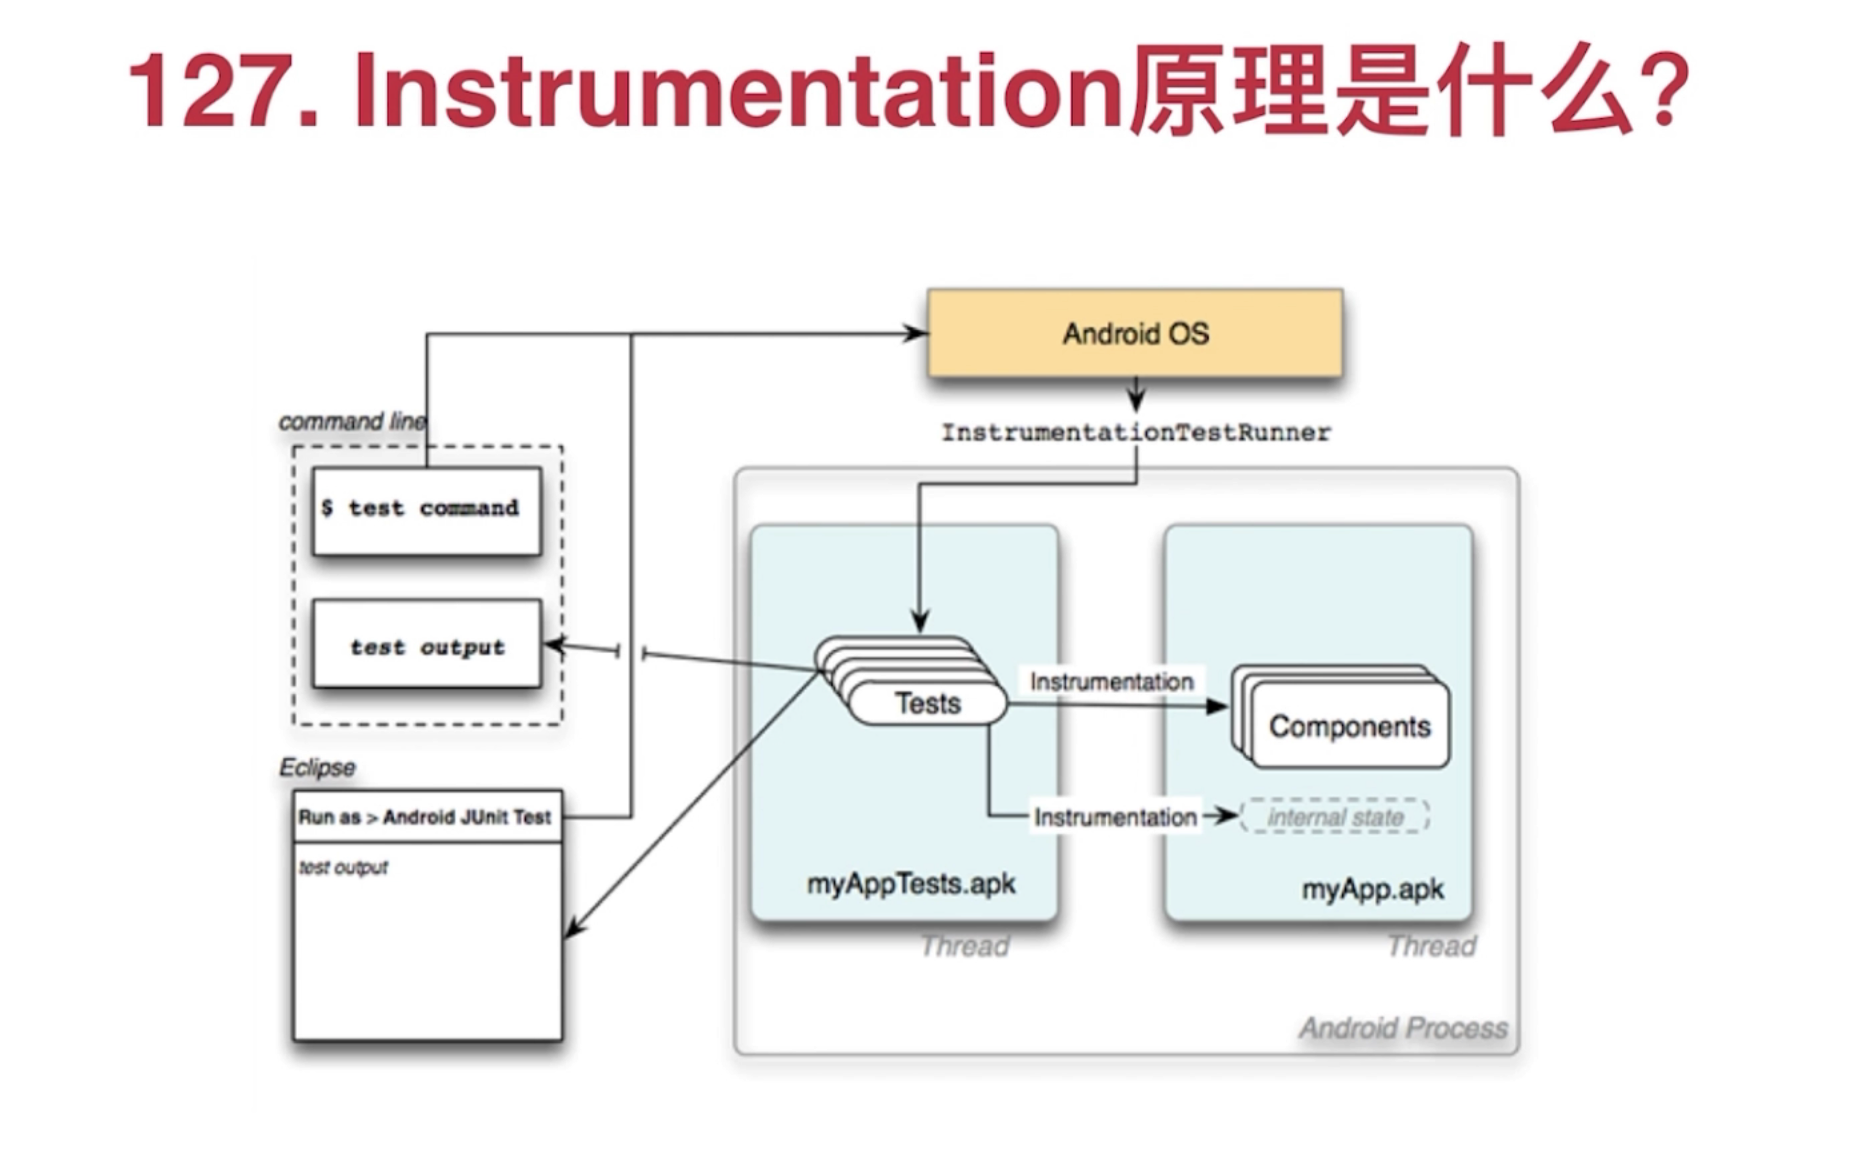 127. Instrumentation原理是什么?
Android OS
InstrumentationTestRunner
command line
$ test command
test output
Eclipse
Run as > Android JUnit Test
test output
Tests
Instrumentation
Components
Instrumentation
internal state
myAppTests.apk
myApp.apk
Thread
Thread
Android Process